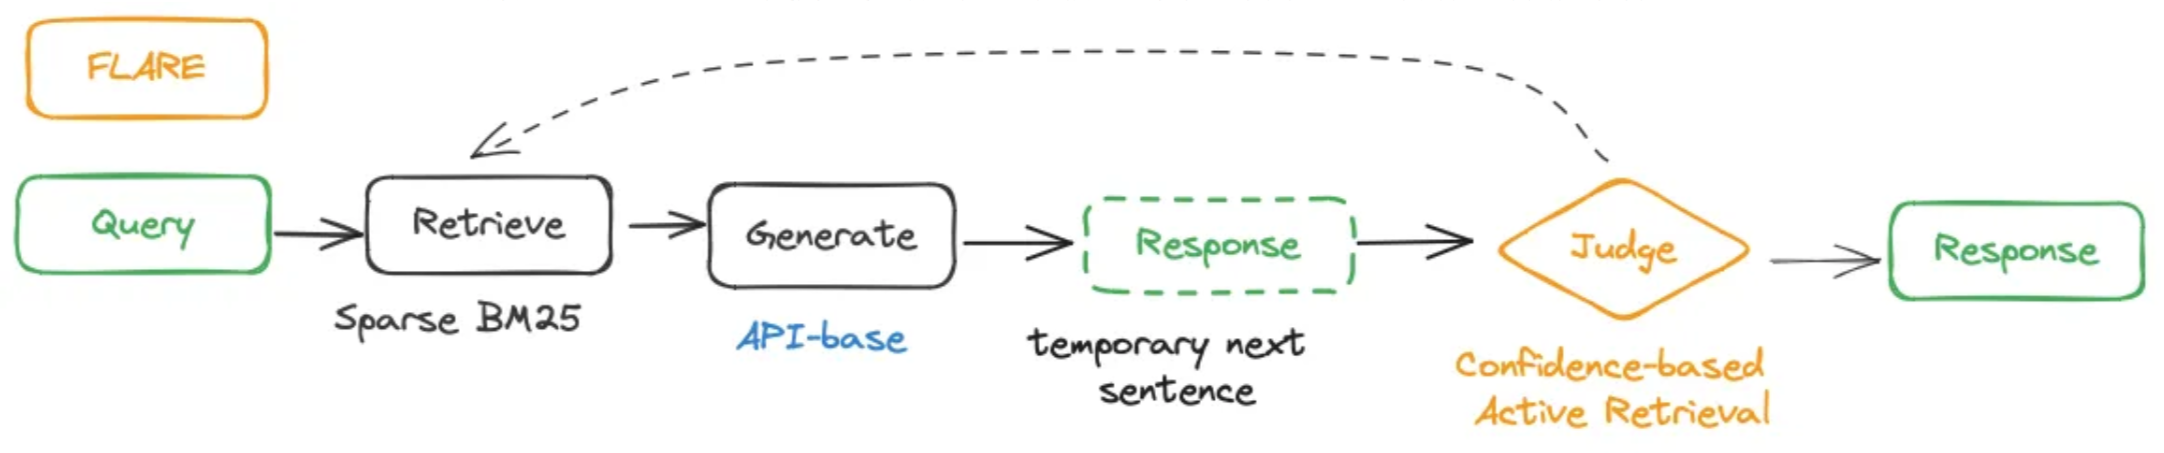 FLARE
Query
Retrieve
Sparse BM25
Generate
API-base
Response
temporary next
sentence
Judge
Confidence-based
Active Retrieval
Response